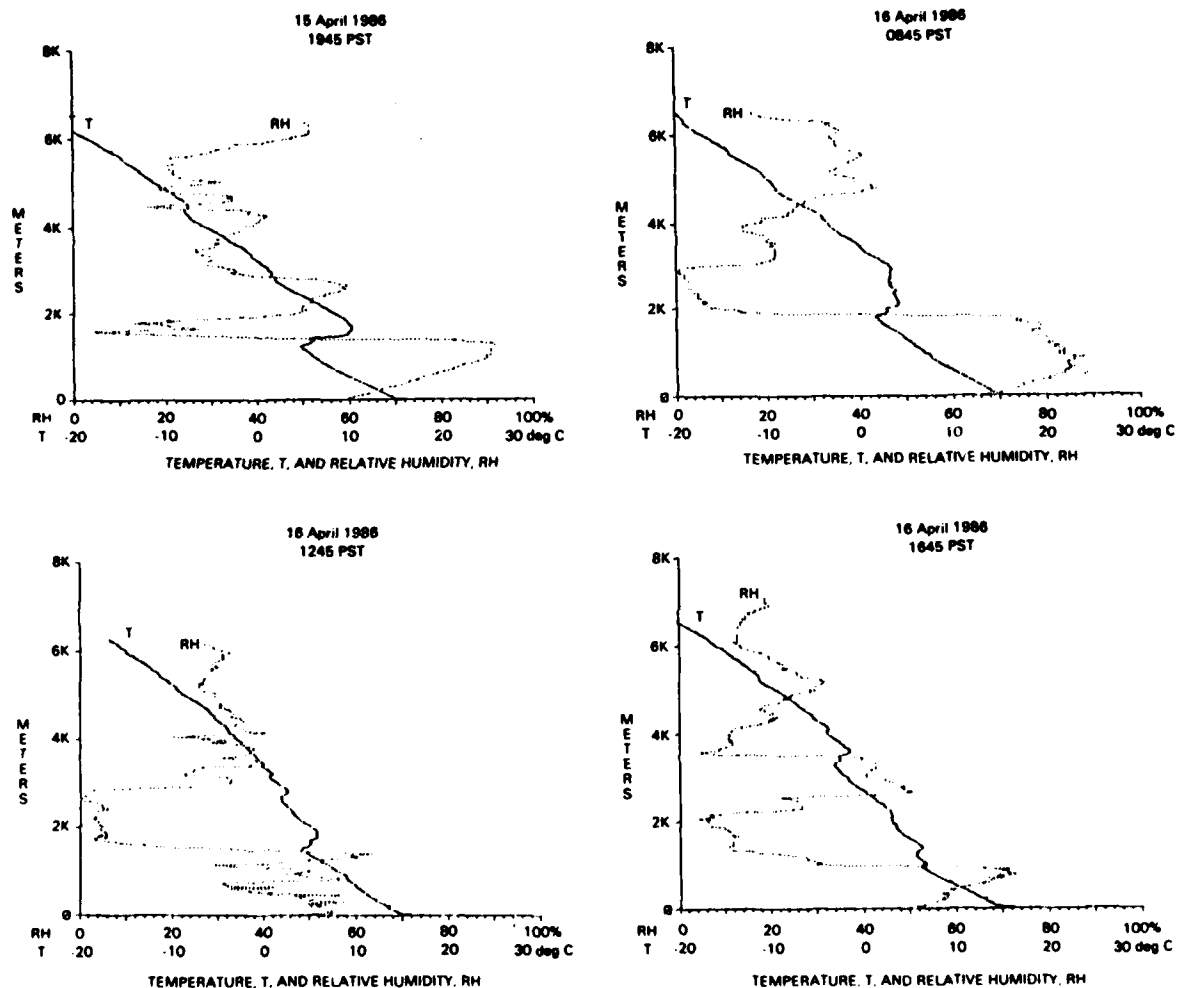 15 April 1986
1945 PST
8K
6K
4K
2K
0
METERS
T
RH
RH 0 20 40 60 80 100%
T -20 -10 0 10 20 30 deg C
TEMPERATURE, T, AND RELATIVE HUMIDITY, RH
16 April 1986
0845 PST
8K
6K
4K
2K
0
METERS
T
RH
RH 0 20 40 60 80 100%
T -20 -10 0 10 20 30 deg C
TEMPERATURE, T, AND RELATIVE HUMIDITY, RH
16 April 1986
1245 PST
8K
6K
4K
2K
0
METERS
T
RH
RH 0 20 40 60 80 100%
T -20 -10 0 10 20 30 deg C
TEMPERATURE, T, AND RELATIVE HUMIDITY, RH
16 April 1986
1645 PST
8K
6K
4K
2K
0
METERS
RH
T
RH 0 20 40 60 80 100%
T -20 -10 0 10 20 30 deg C
TEMPERATURE, T, AND RELATIVE HUMIDITY, RH